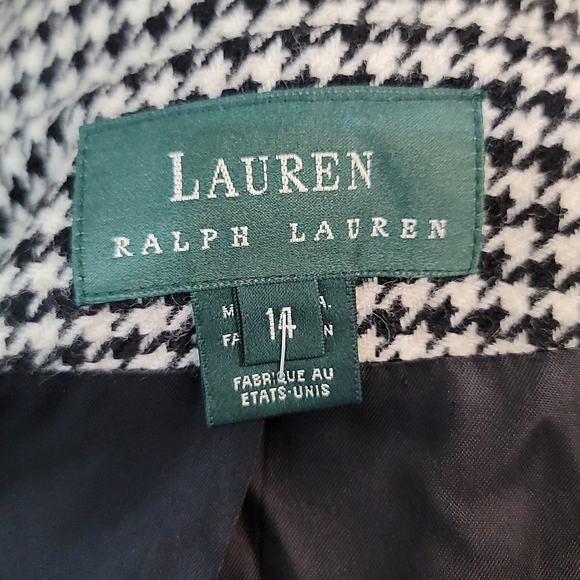 LAUREN
RALPH LAUREN
14
FABRIQUE AU
ETATS-UNIS